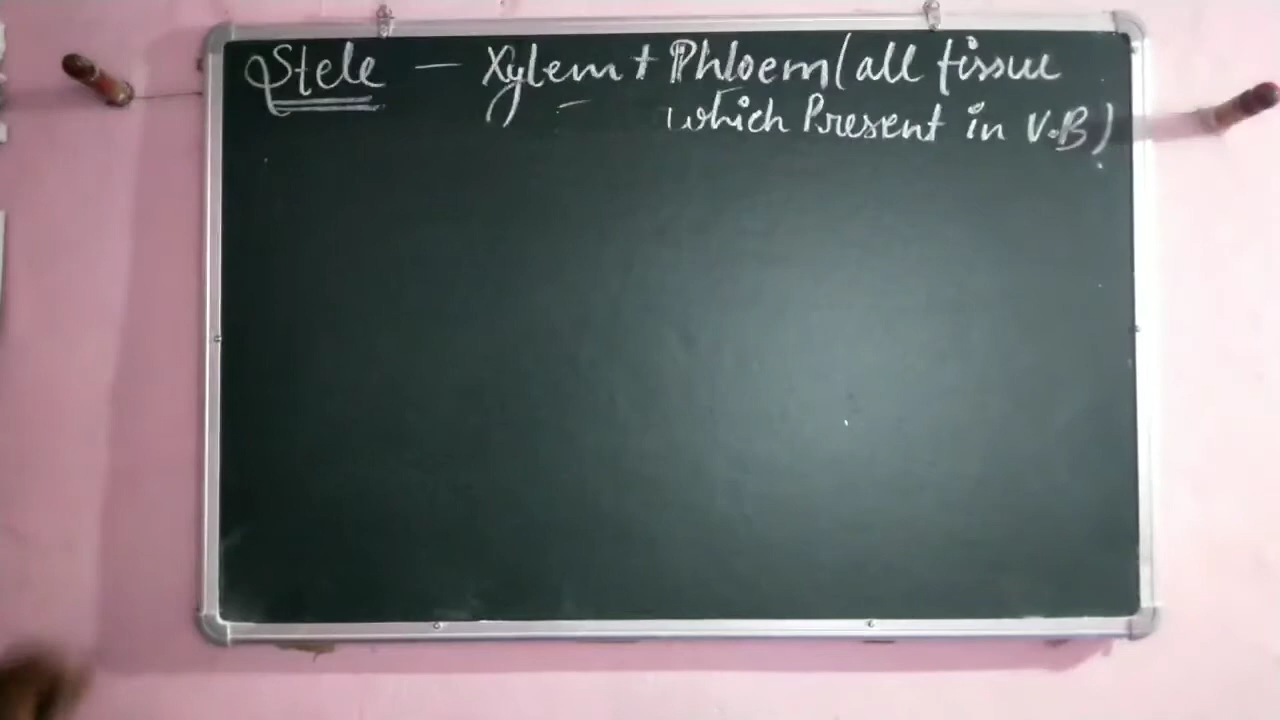 Stele — Xylem + Phloem (all tissue
which Present in V.B)